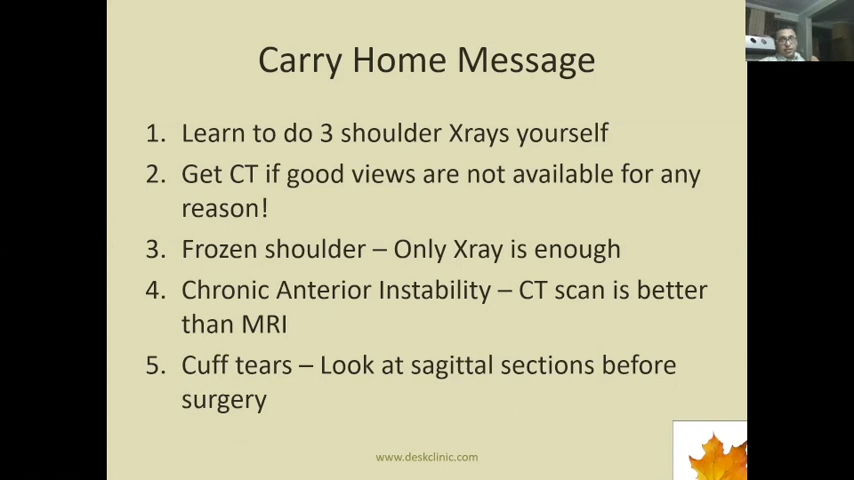 Carry Home Message
1. Learn to do 3 shoulder Xrays yourself
2. Get CT if good views are not available for any
reason!
3. Frozen shoulder – Only Xray is enough
4. Chronic Anterior Instability – CT scan is better
than MRI
5. Cuff tears – Look at sagittal sections before
surgery
www.deskclinic.com